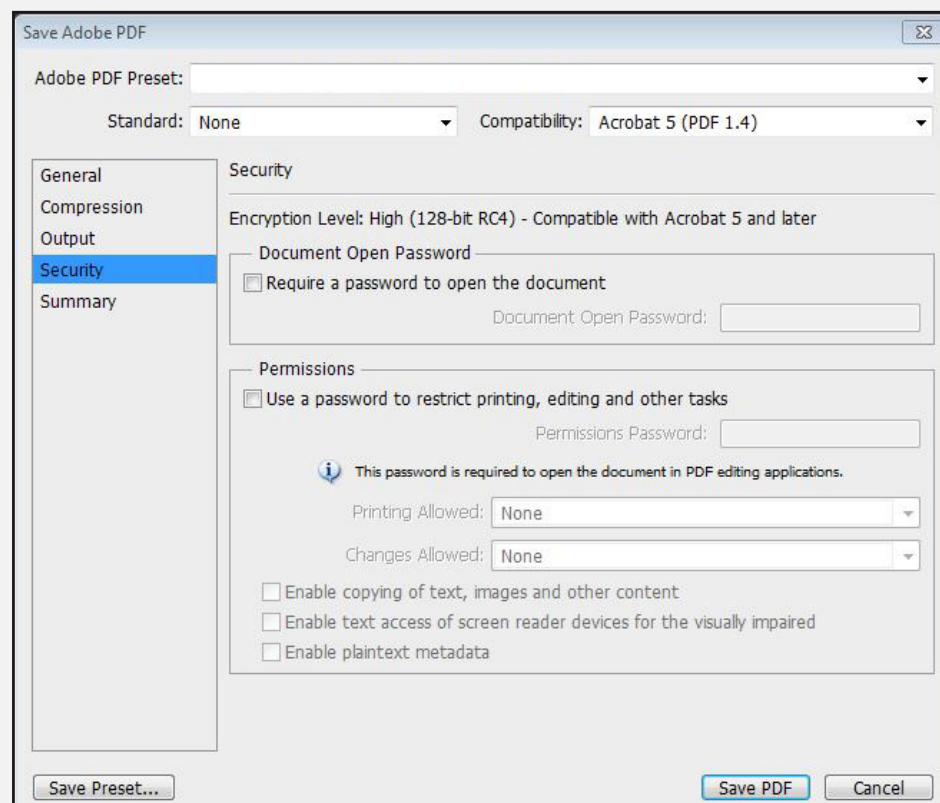 Save Adobe PDF
Adobe PDF Preset:
Standard: None Compatibility: Acrobat 5 (PDF 1.4)
General
Compression
Output
Security
Summary
Security
Encryption Level: High (128-bit RC4) - Compatible with Acrobat 5 and later
Document Open Password
Require a password to open the document
Document Open Password:
Permissions
Use a password to restrict printing, editing and other tasks
Permissions Password:
This password is required to open the document in PDF editing applications.
Printing Allowed: None
Changes Allowed: None
Enable copying of text, images and other content
Enable text access of screen reader devices for the visually impaired
Enable plaintext metadata
Save Preset... Save PDF Cancel